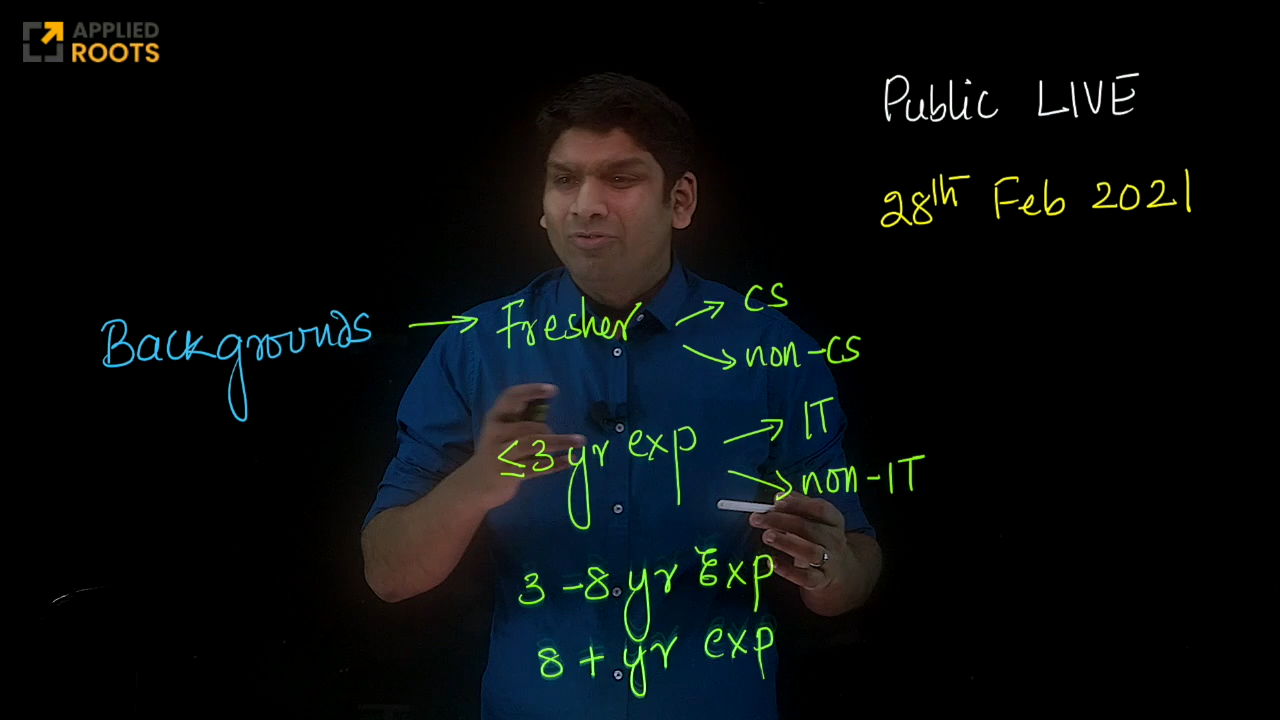 APPLIED
ROOTS
Public LIVE
28th Feb 2021
Backgrounds → Fresher → CS
→ non-CS
≤3 yr exp → IT
→ non-IT
3-8 yr Exp
8+ yr exp